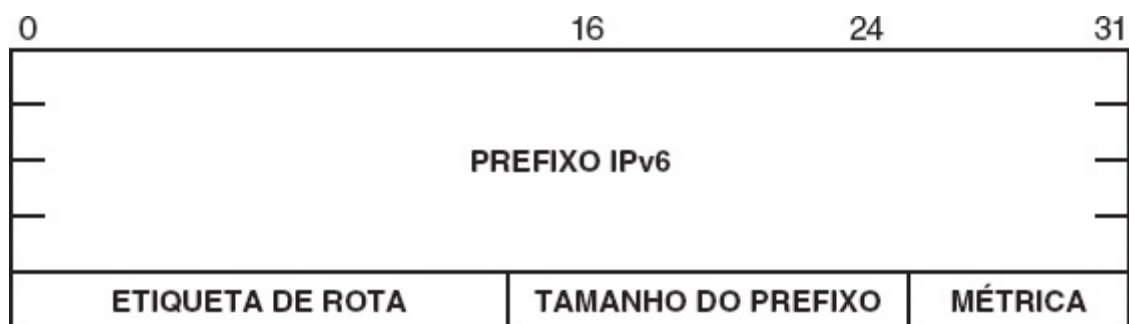 0 16 24 31
PREFIXO IPv6
ETIQUETA DE ROTA TAMANHO DO PREFIXO MÉTRICA